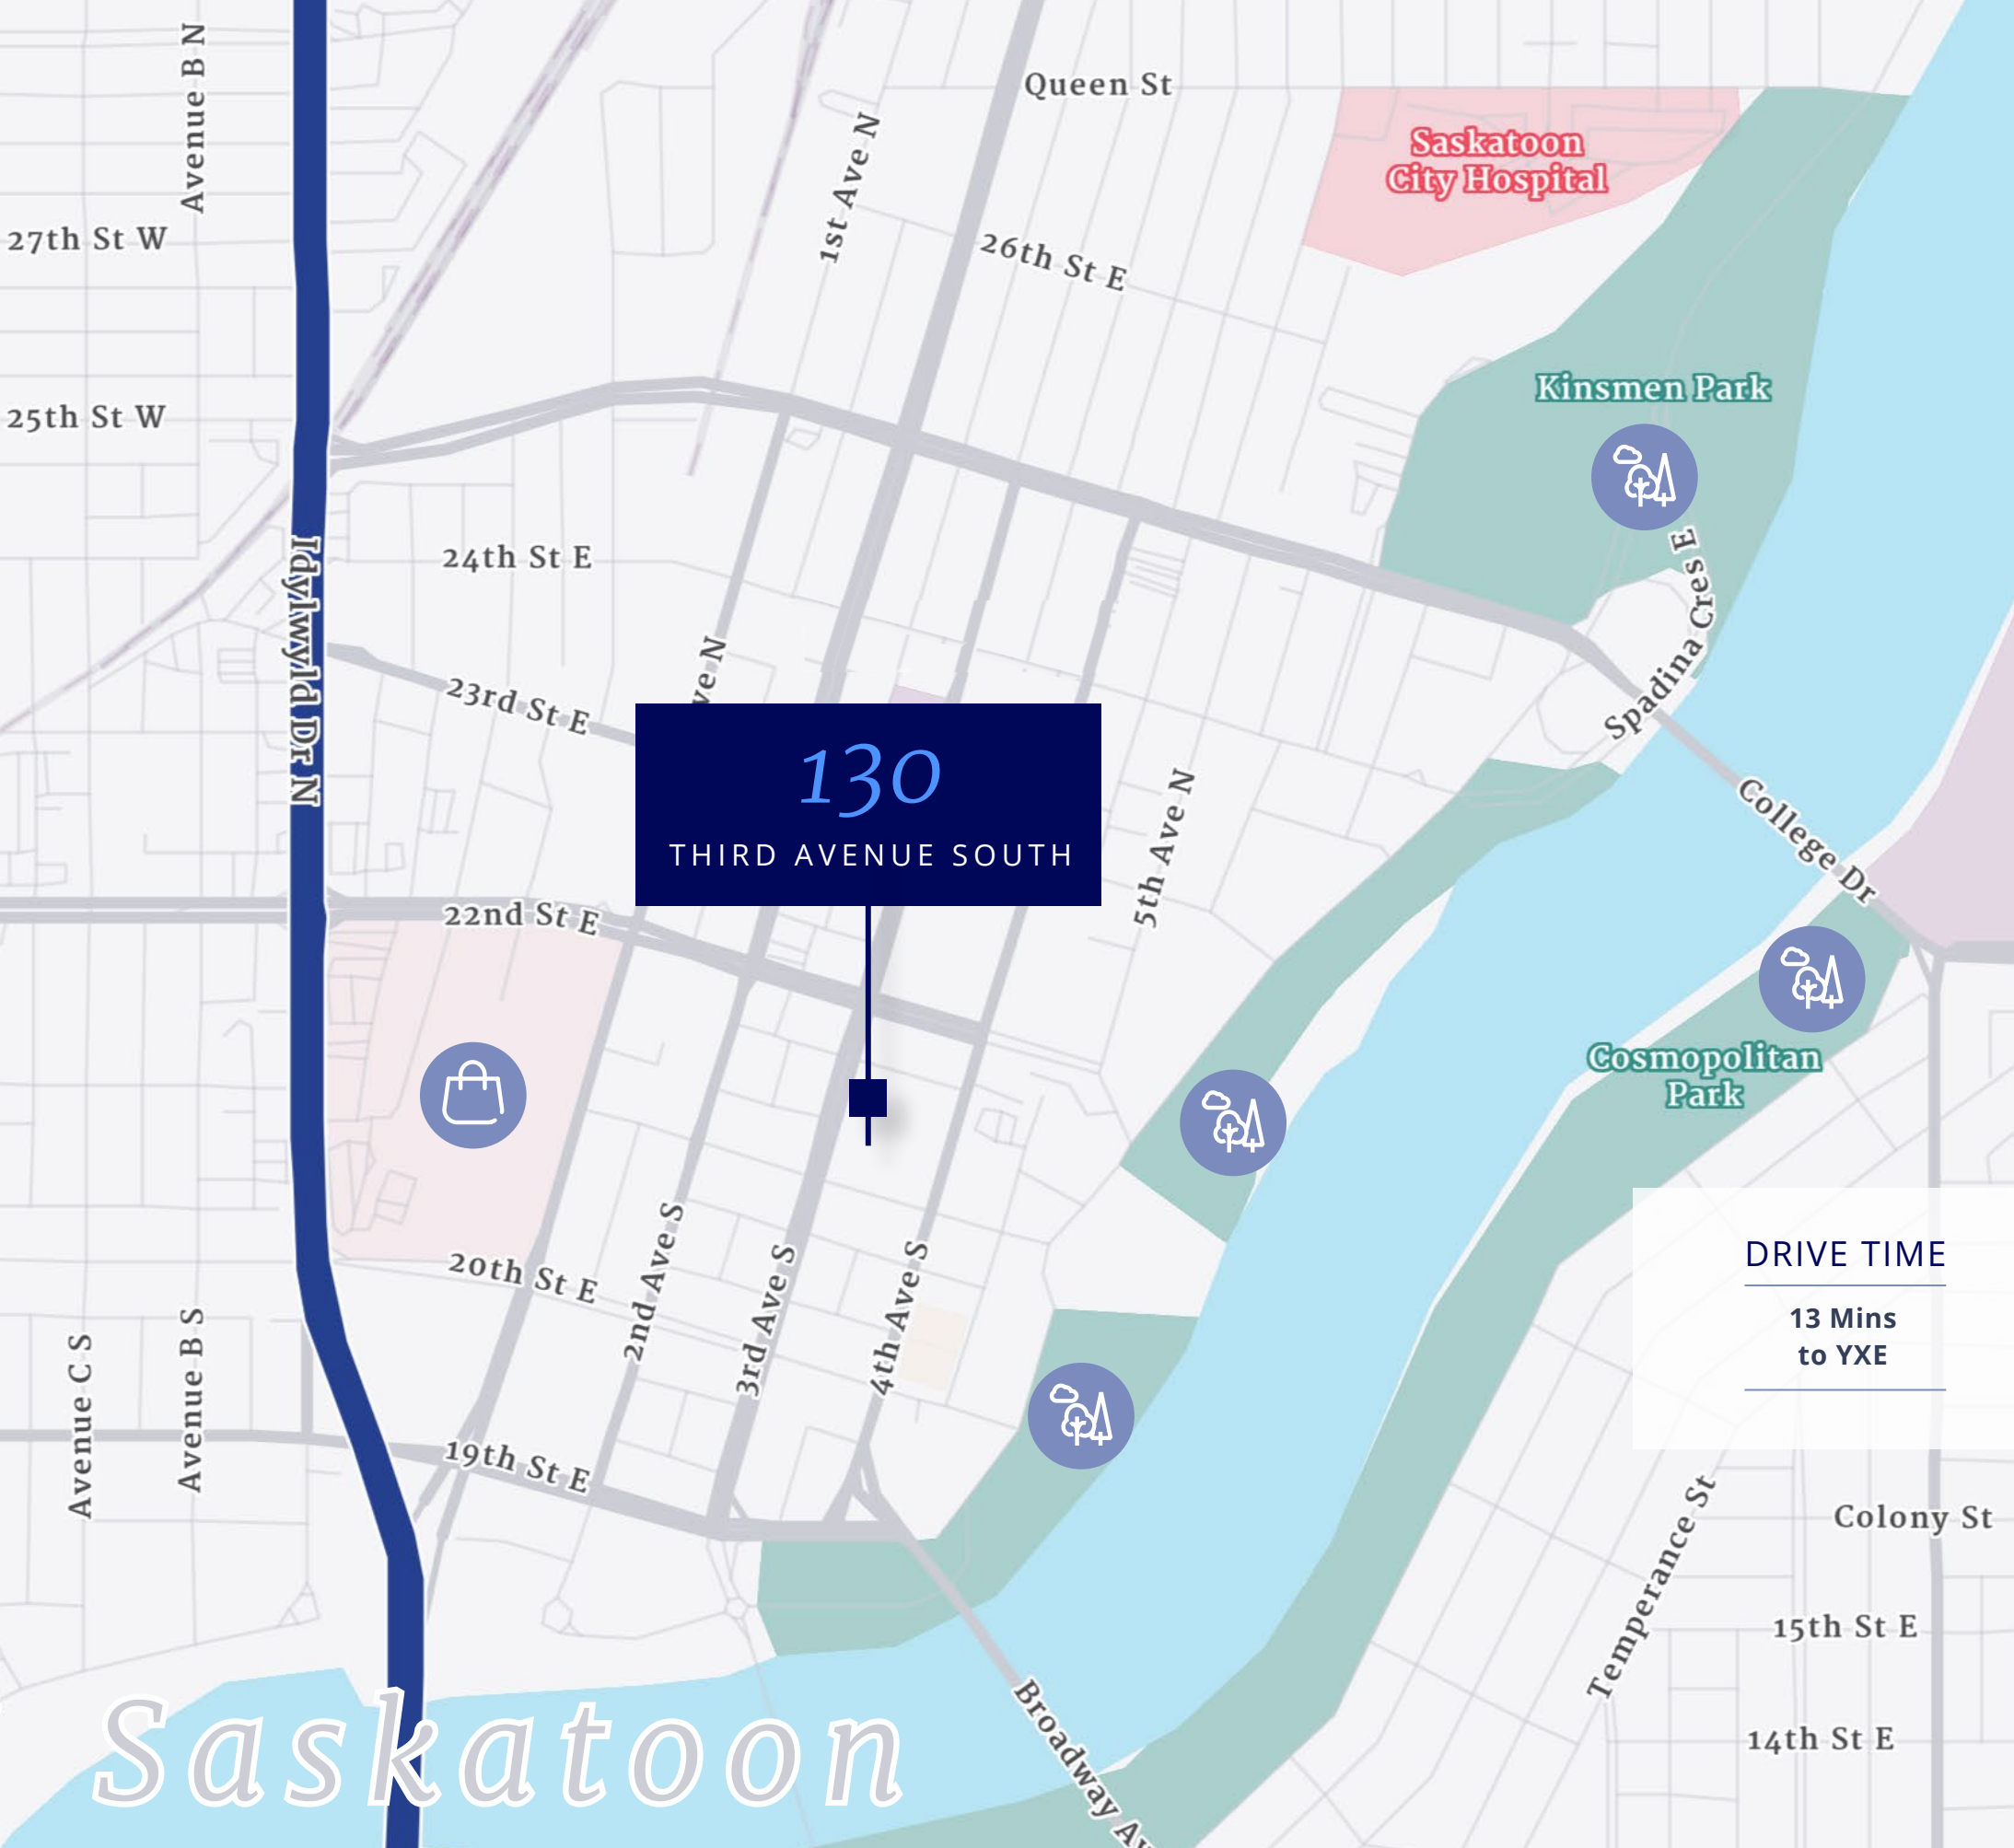 Avenue B N
Queen St
1st Ave N
Saskatoon
City Hospital
27th St W
26th St E
Kinsmen Park
25th St W
24th St E
Idylwyld Dr N
Spadina Cres E
23rd St E
ve N
130
THIRD AVENUE SOUTH
5th Ave N
College Dr
22nd St E
Cosmopolitan
Park
2nd Ave S
3rd Ave S
4th Ave S
20th St E
DRIVE TIME
13 Mins
to YXE
Avenue C S
Avenue B S
19th St E
Temperance St
Colony St
15th St E
14th St E
Broadway Av
Saskatoon